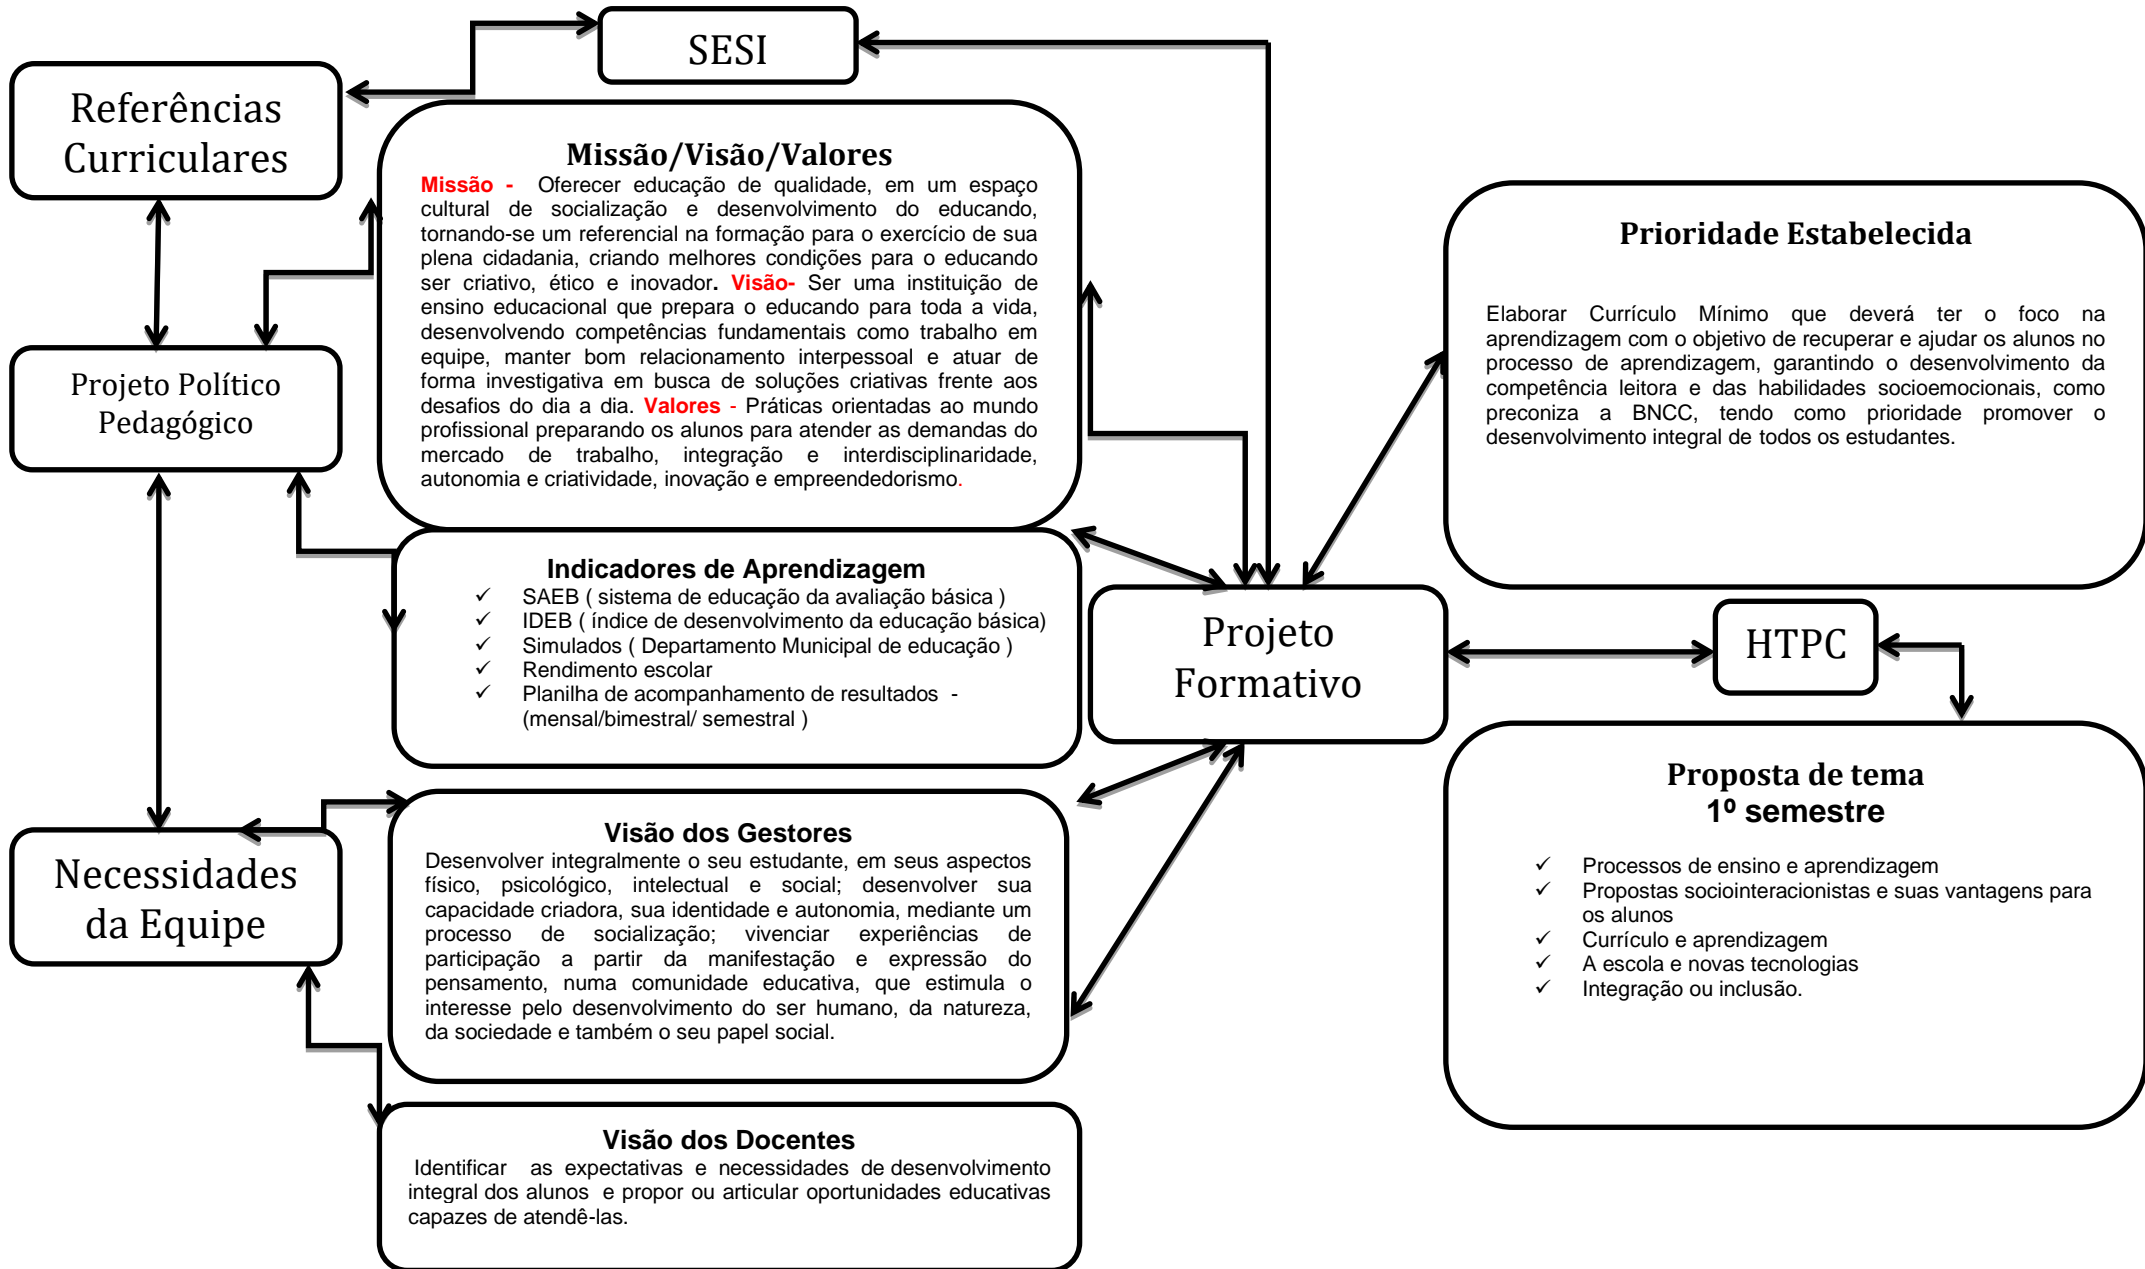 SESI
Referências
Curriculares
Missão/Visão/Valores
Missão - Oferecer educação de qualidade, em um espaço
cultural de socialização e desenvolvimento do educando,
tornando-se um referencial na formação para o exercício de sua
plena cidadania, criando melhores condições para o educando
ser criativo, ético e inovador. Visão- Ser uma instituição de
ensino educacional que prepara o educando para toda a vida,
desenvolvendo competências fundamentais como trabalho em
equipe, manter bom relacionamento interpessoal e atuar de
forma investigativa em busca de soluções criativas frente aos
desafios do dia a dia. Valores - Práticas orientadas ao mundo
profissional preparando os alunos para atender as demandas do
mercado de trabalho, integração e interdisciplinaridade,
autonomia e criatividade, inovação e empreendedorismo.
Projeto Político
Pedagógico
Indicadores de Aprendizagem
✓ SAEB ( sistema de educação da avaliação básica )
✓ IDEB ( índice de desenvolvimento da educação básica)
✓ Simulados ( Departamento Municipal de educação )
✓ Rendimento escolar
✓ Planilha de acompanhamento de resultados -
(mensal/bimestral/ semestral )
Necessidades
da Equipe
Visão dos Gestores
Desenvolver integralmente o seu estudante, em seus aspectos
físico, psicológico, intelectual e social; desenvolver sua
capacidade criadora, sua identidade e autonomia, mediante um
processo de socialização; vivenciar experiências de
participação a partir da manifestação e expressão do
pensamento, numa comunidade educativa, que estimula o
interesse pelo desenvolvimento do ser humano, da natureza,
da sociedade e também o seu papel social.
Visão dos Docentes
Identificar as expectativas e necessidades de desenvolvimento
integral dos alunos e propor ou articular oportunidades educativas
capazes de atendê-las.
Projeto
Formativo
Prioridade Estabelecida
Elaborar Currículo Mínimo que deverá ter o foco na
aprendizagem com o objetivo de recuperar e ajudar os alunos no
processo de aprendizagem, garantindo o desenvolvimento da
competência leitora e das habilidades socioemocionais, como
preconiza a BNCC, tendo como prioridade promover o
desenvolvimento integral de todos os estudantes.
HTPC
Proposta de tema
1º semestre
✓ Processos de ensino e aprendizagem
✓ Propostas sociointeracionistas e suas vantagens para
os alunos
✓ Currículo e aprendizagem
✓ A escola e novas tecnologias
✓ Integração ou inclusão.